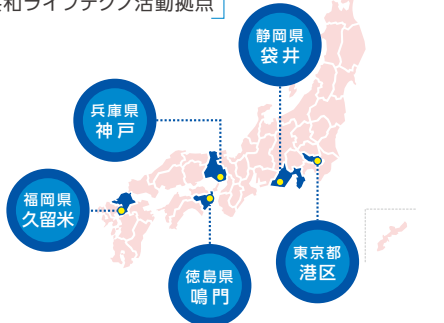 和ライフテクノ活動拠点
静岡県
袋井
兵庫県
神戸
福岡県
久留米
徳島県
鳴門
東京都
港区